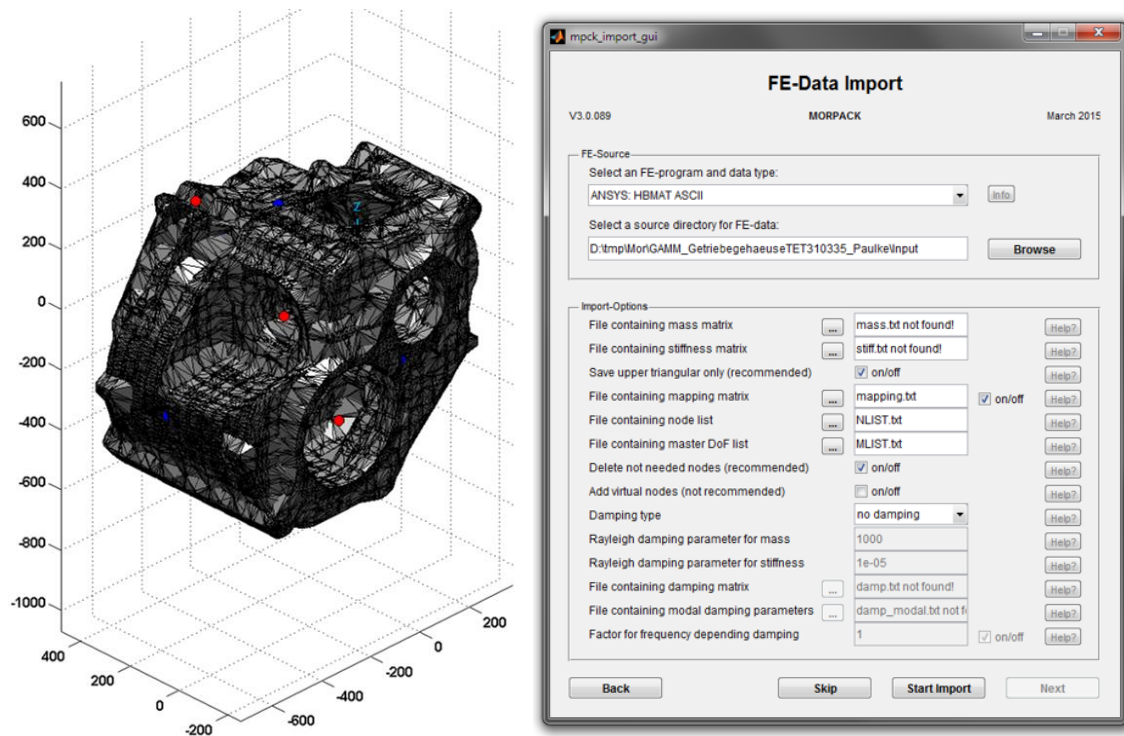 600
400
200
0
-200
-400
-600
-800
-1000
400
200
0
-200
-600
-400
-200
0
200
Z
mpck_import_gui
FE-Data Import
V3.0.089 MORPACK March 2015
FE-Source
Select an FE-program and data type:
ANSYS: HBMAT ASCII Info
Select a source directory for FE-data:
D:\tmp\Mor\GAMM_GetriebegehaeuseTET310335_Paulke\Input Browse
Import-Options
File containing mass matrix ... mass.txt not found! Help?
File containing stiffness matrix ... stiff.txt not found! Help?
Save upper triangular only (recommended) on/off Help?
File containing mapping matrix ... mapping.txt on/off Help?
File containing node list ... NLIST.txt Help?
File containing master DoF list ... MLIST.txt Help?
Delete not needed nodes (recommended) on/off Help?
Add virtual nodes (not recommended) on/off Help?
Damping type no damping Help?
Rayleigh damping parameter for mass 1000 Help?
Rayleigh damping parameter for stiffness 1e-05 Help?
File containing damping matrix ... damp.txt not found! Help?
File containing modal damping parameters ... damp_modal.txt not f Help?
Factor for frequency depending damping 1 on/off Help?
Back Skip Start Import Next